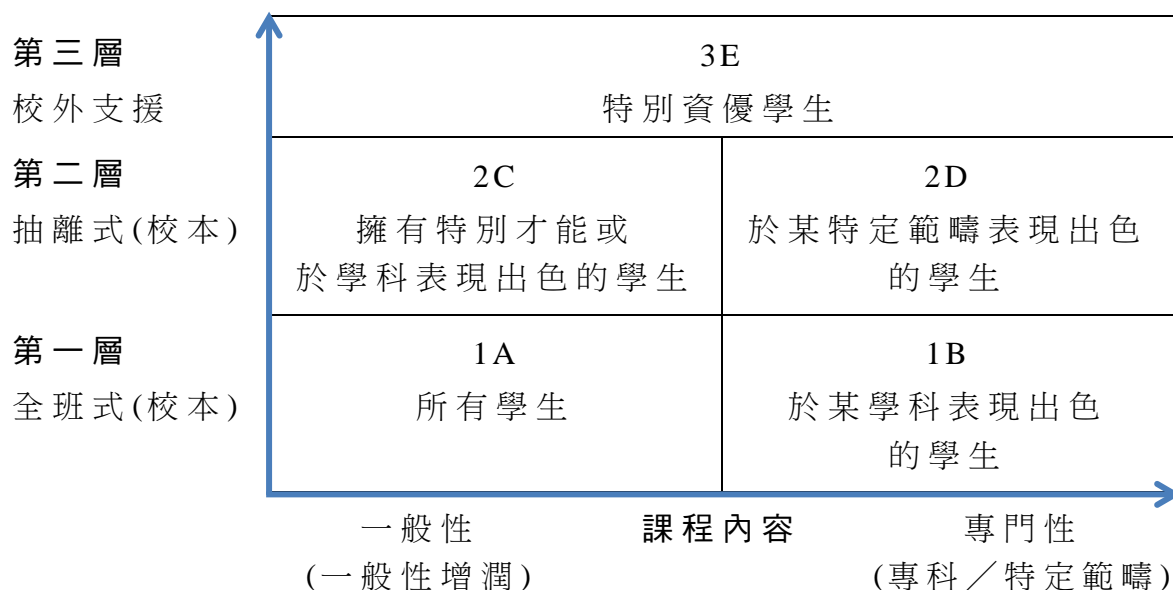 第三層
校外支援
3E
特別資優學生
第二層
抽離式(校本)
2C
擁有特別才能或
於學科表現出色的學生
2D
於某特定範疇表現出色
的學生
第一層
全班式(校本)
1A
所有學生
1B
於某學科表現出色
的學生
一般性
(一般性增潤)
課程內容
專門性
(專科／特定範疇)